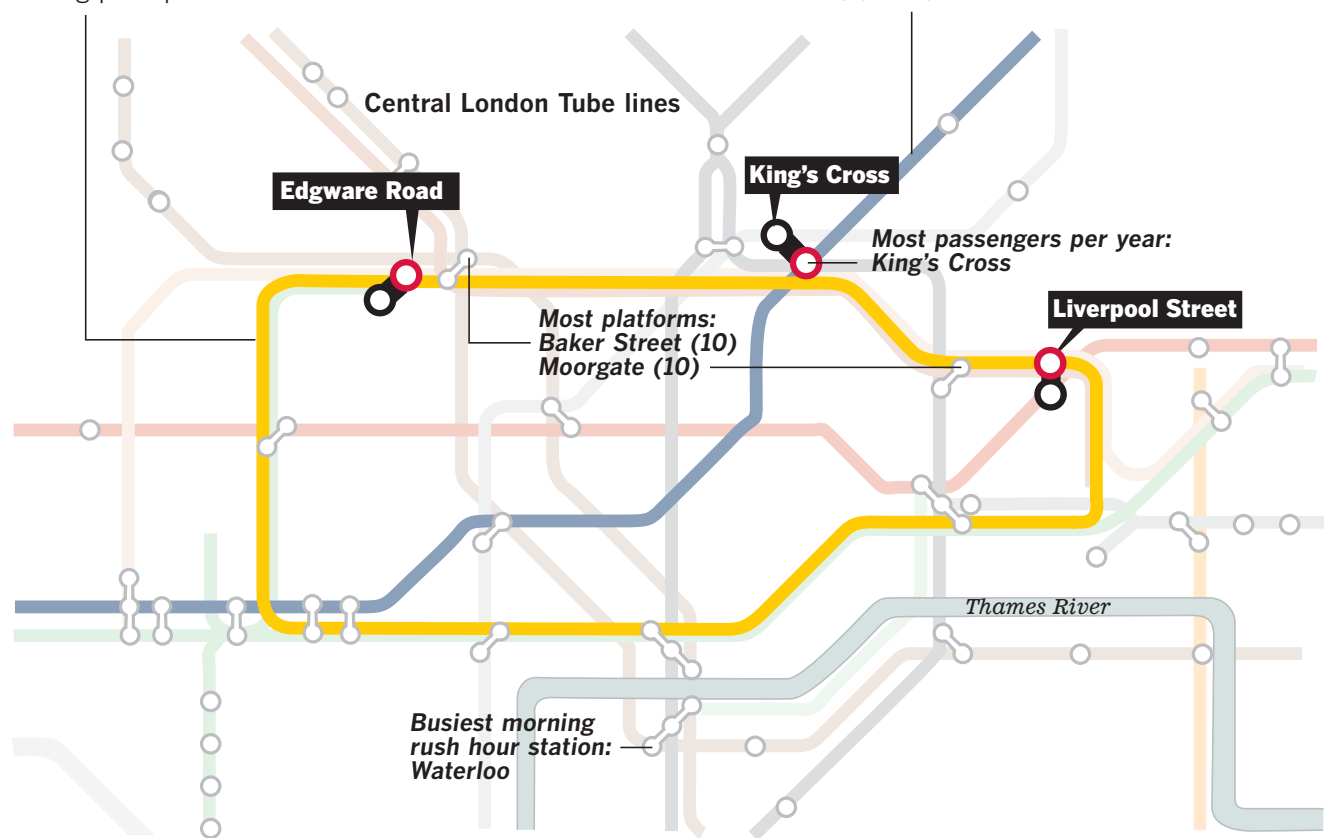 Central London Tube lines
Edgware Road
King's Cross
Most passengers per year:
King's Cross
Liverpool Street
Most platforms:
Baker Street (10)
Moorgate (10)
Thames River
Busiest morning
rush hour station:
Waterloo